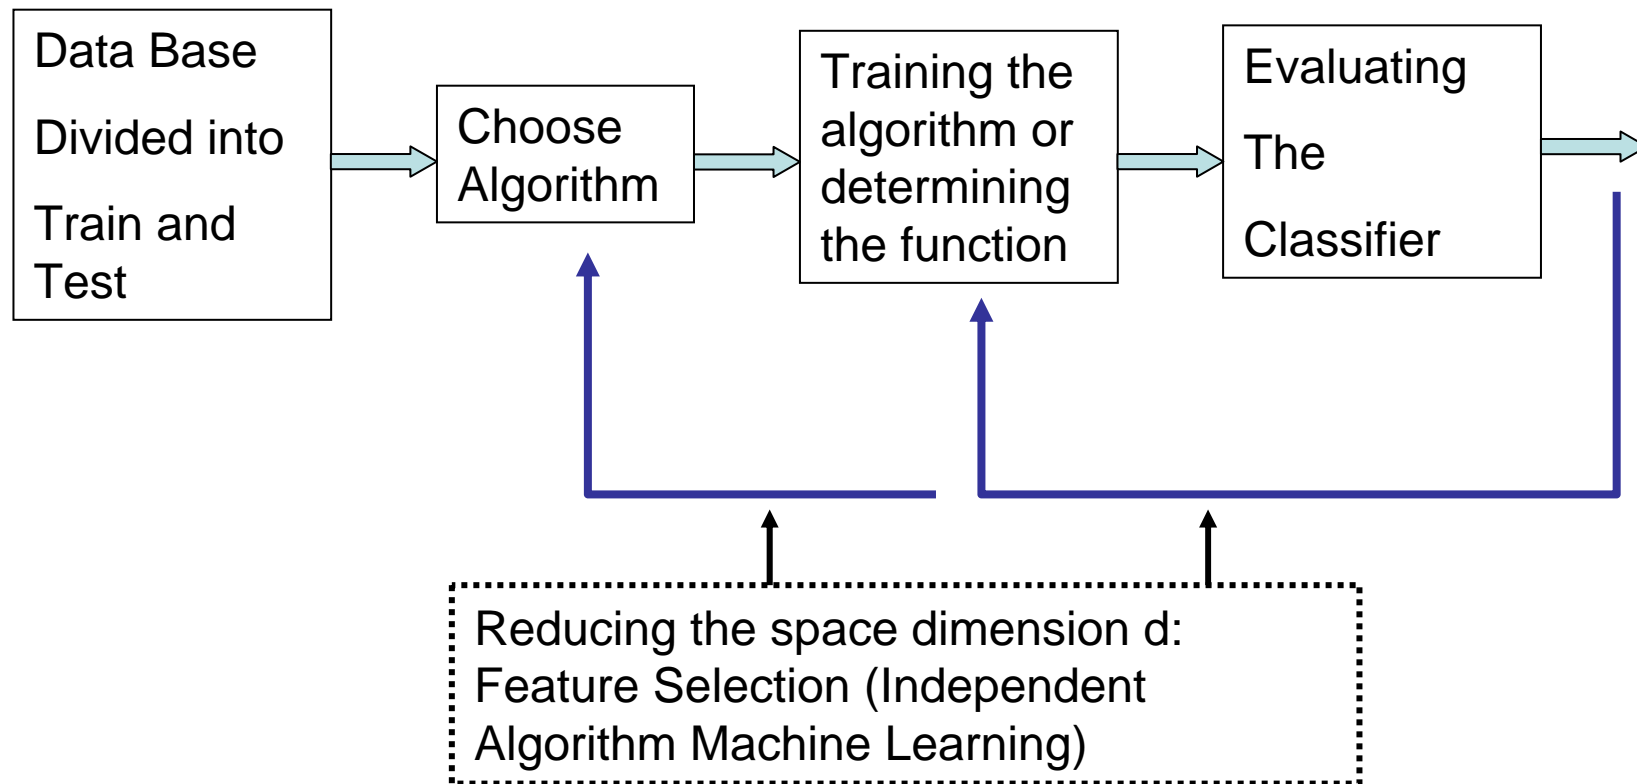 Data Base
Divided into
Train and
Test
Choose
Algorithm
Training the
algorithm or
determining
the function
Evaluating
The
Classifier
Reducing the space dimension d:
Feature Selection (Independent
Algorithm Machine Learning)